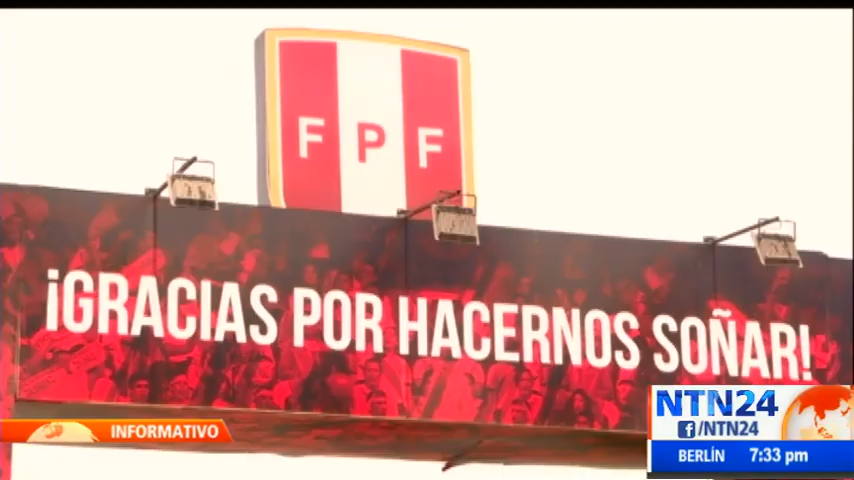 FPF
¡GRACIAS POR HACERNOS SOÑAR!
INFORMATIVO
NTN24
f/NTN24
BERLÍN 7:33 pm